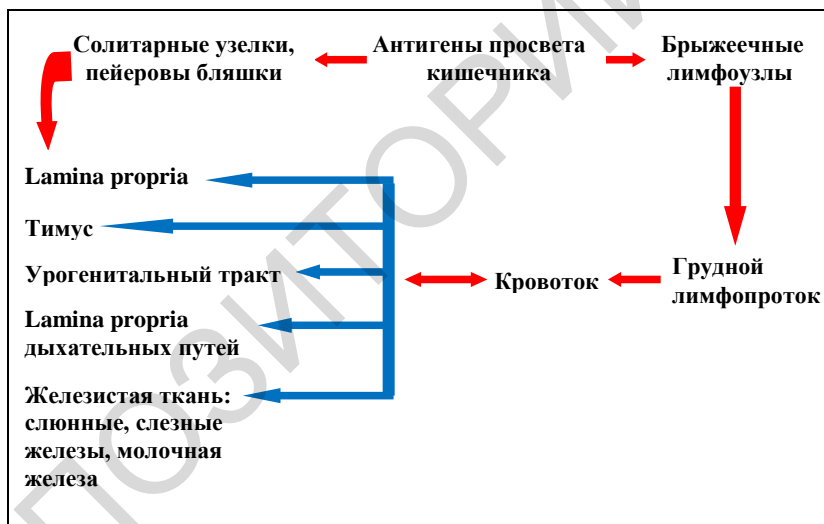 Солитарные узелки,
пейеровы бляшки
Антигены просвета
кишечника
Брыжеечные
лимфоузлы
Lamina propria
Тимус
Урогенитальный тракт
Lamina propria
дыхательных путей
Железистая ткань:
слюнные, слезные
железы, молочная
железа
Кровоток
Грудной
лимфопроток
ПОЗИТОРИЙ